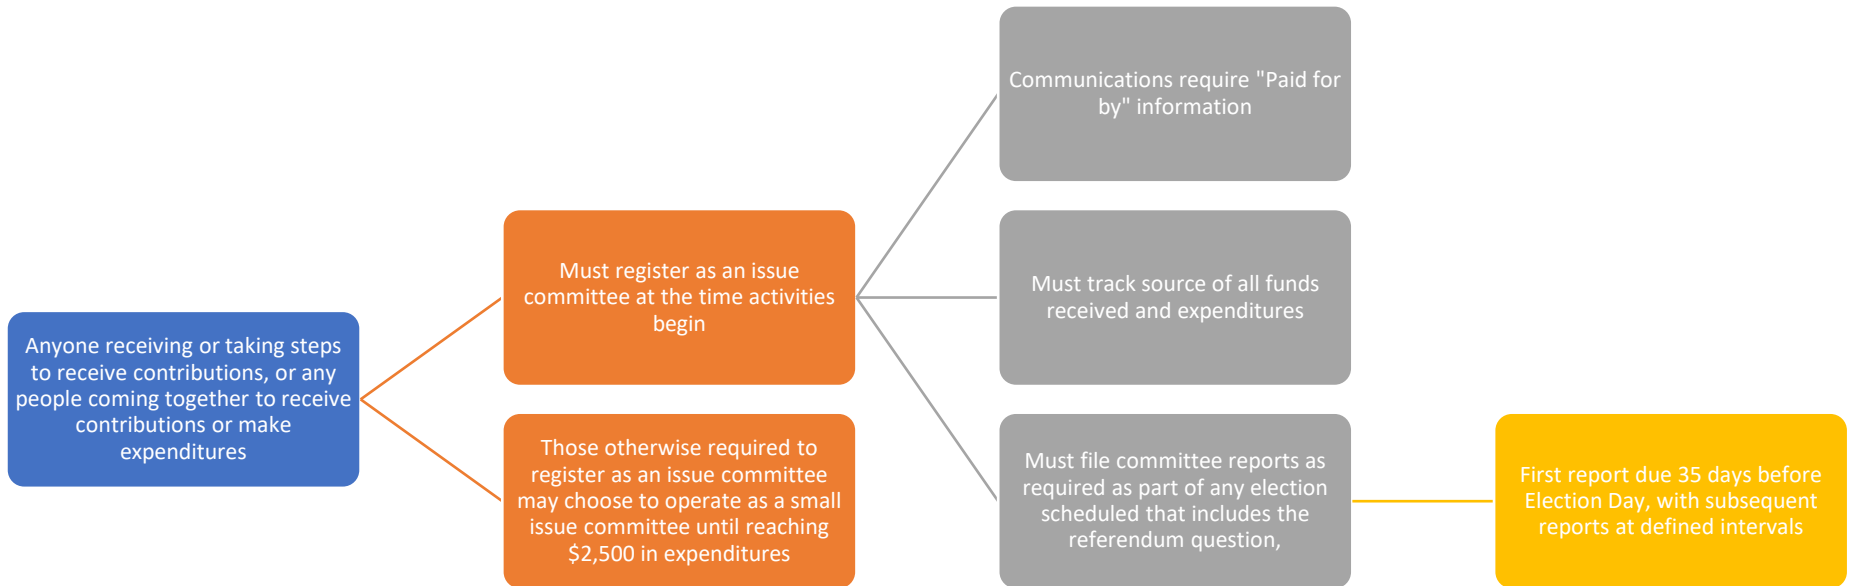 Anyone receiving or taking steps
to receive contributions, or any
people coming together to receive
contributions or make
expenditures
Must register as an issue
committee at the time activities
begin
Those otherwise required to
register as an issue committee
may choose to operate as a small
issue committee until reaching
$2,500 in expenditures
Communications require "Paid for
by" information
Must track source of all funds
received and expenditures
Must file committee reports as
required as part of any election
scheduled that includes the
referendum question,
First report due 35 days before
Election Day, with subsequent
reports at defined intervals